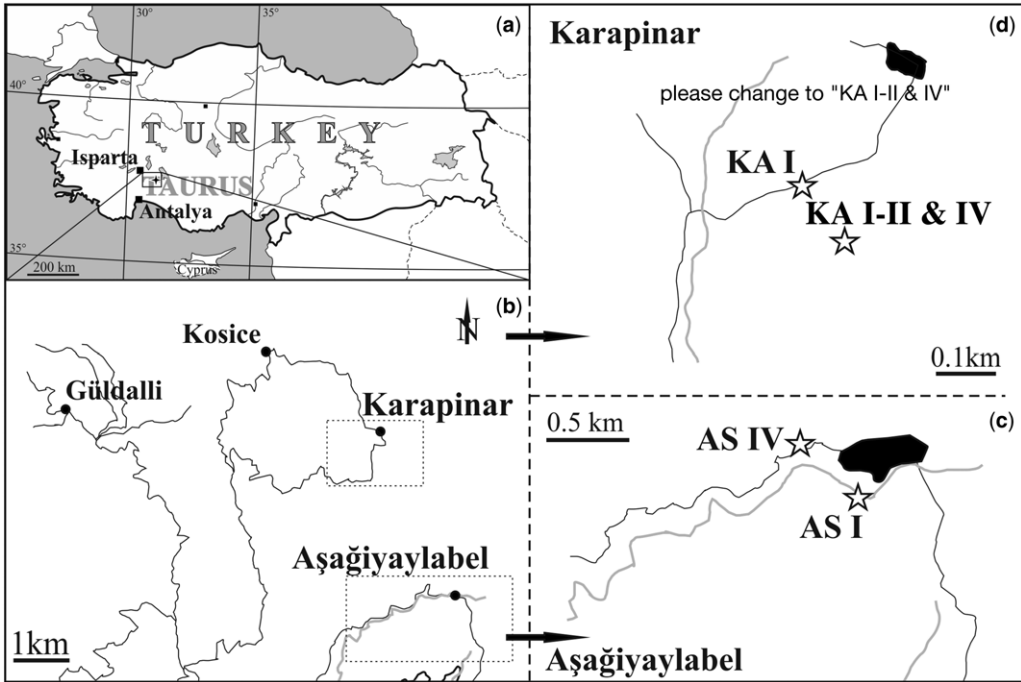 (a)
30°
35°
40°
T U R K E Y
Isparta
TAURUS
Antalya
35°
200 km
Cyprus
(b)
N
Kosice
Güldalli
Karapinar
Aşağiyaylabel
1km
(d)
Karapinar
please change to "KA I-II & IV"
KA I
KA I-II & IV
0.1km
(c)
0.5 km
AS IV
AS I
Aşağiyaylabel